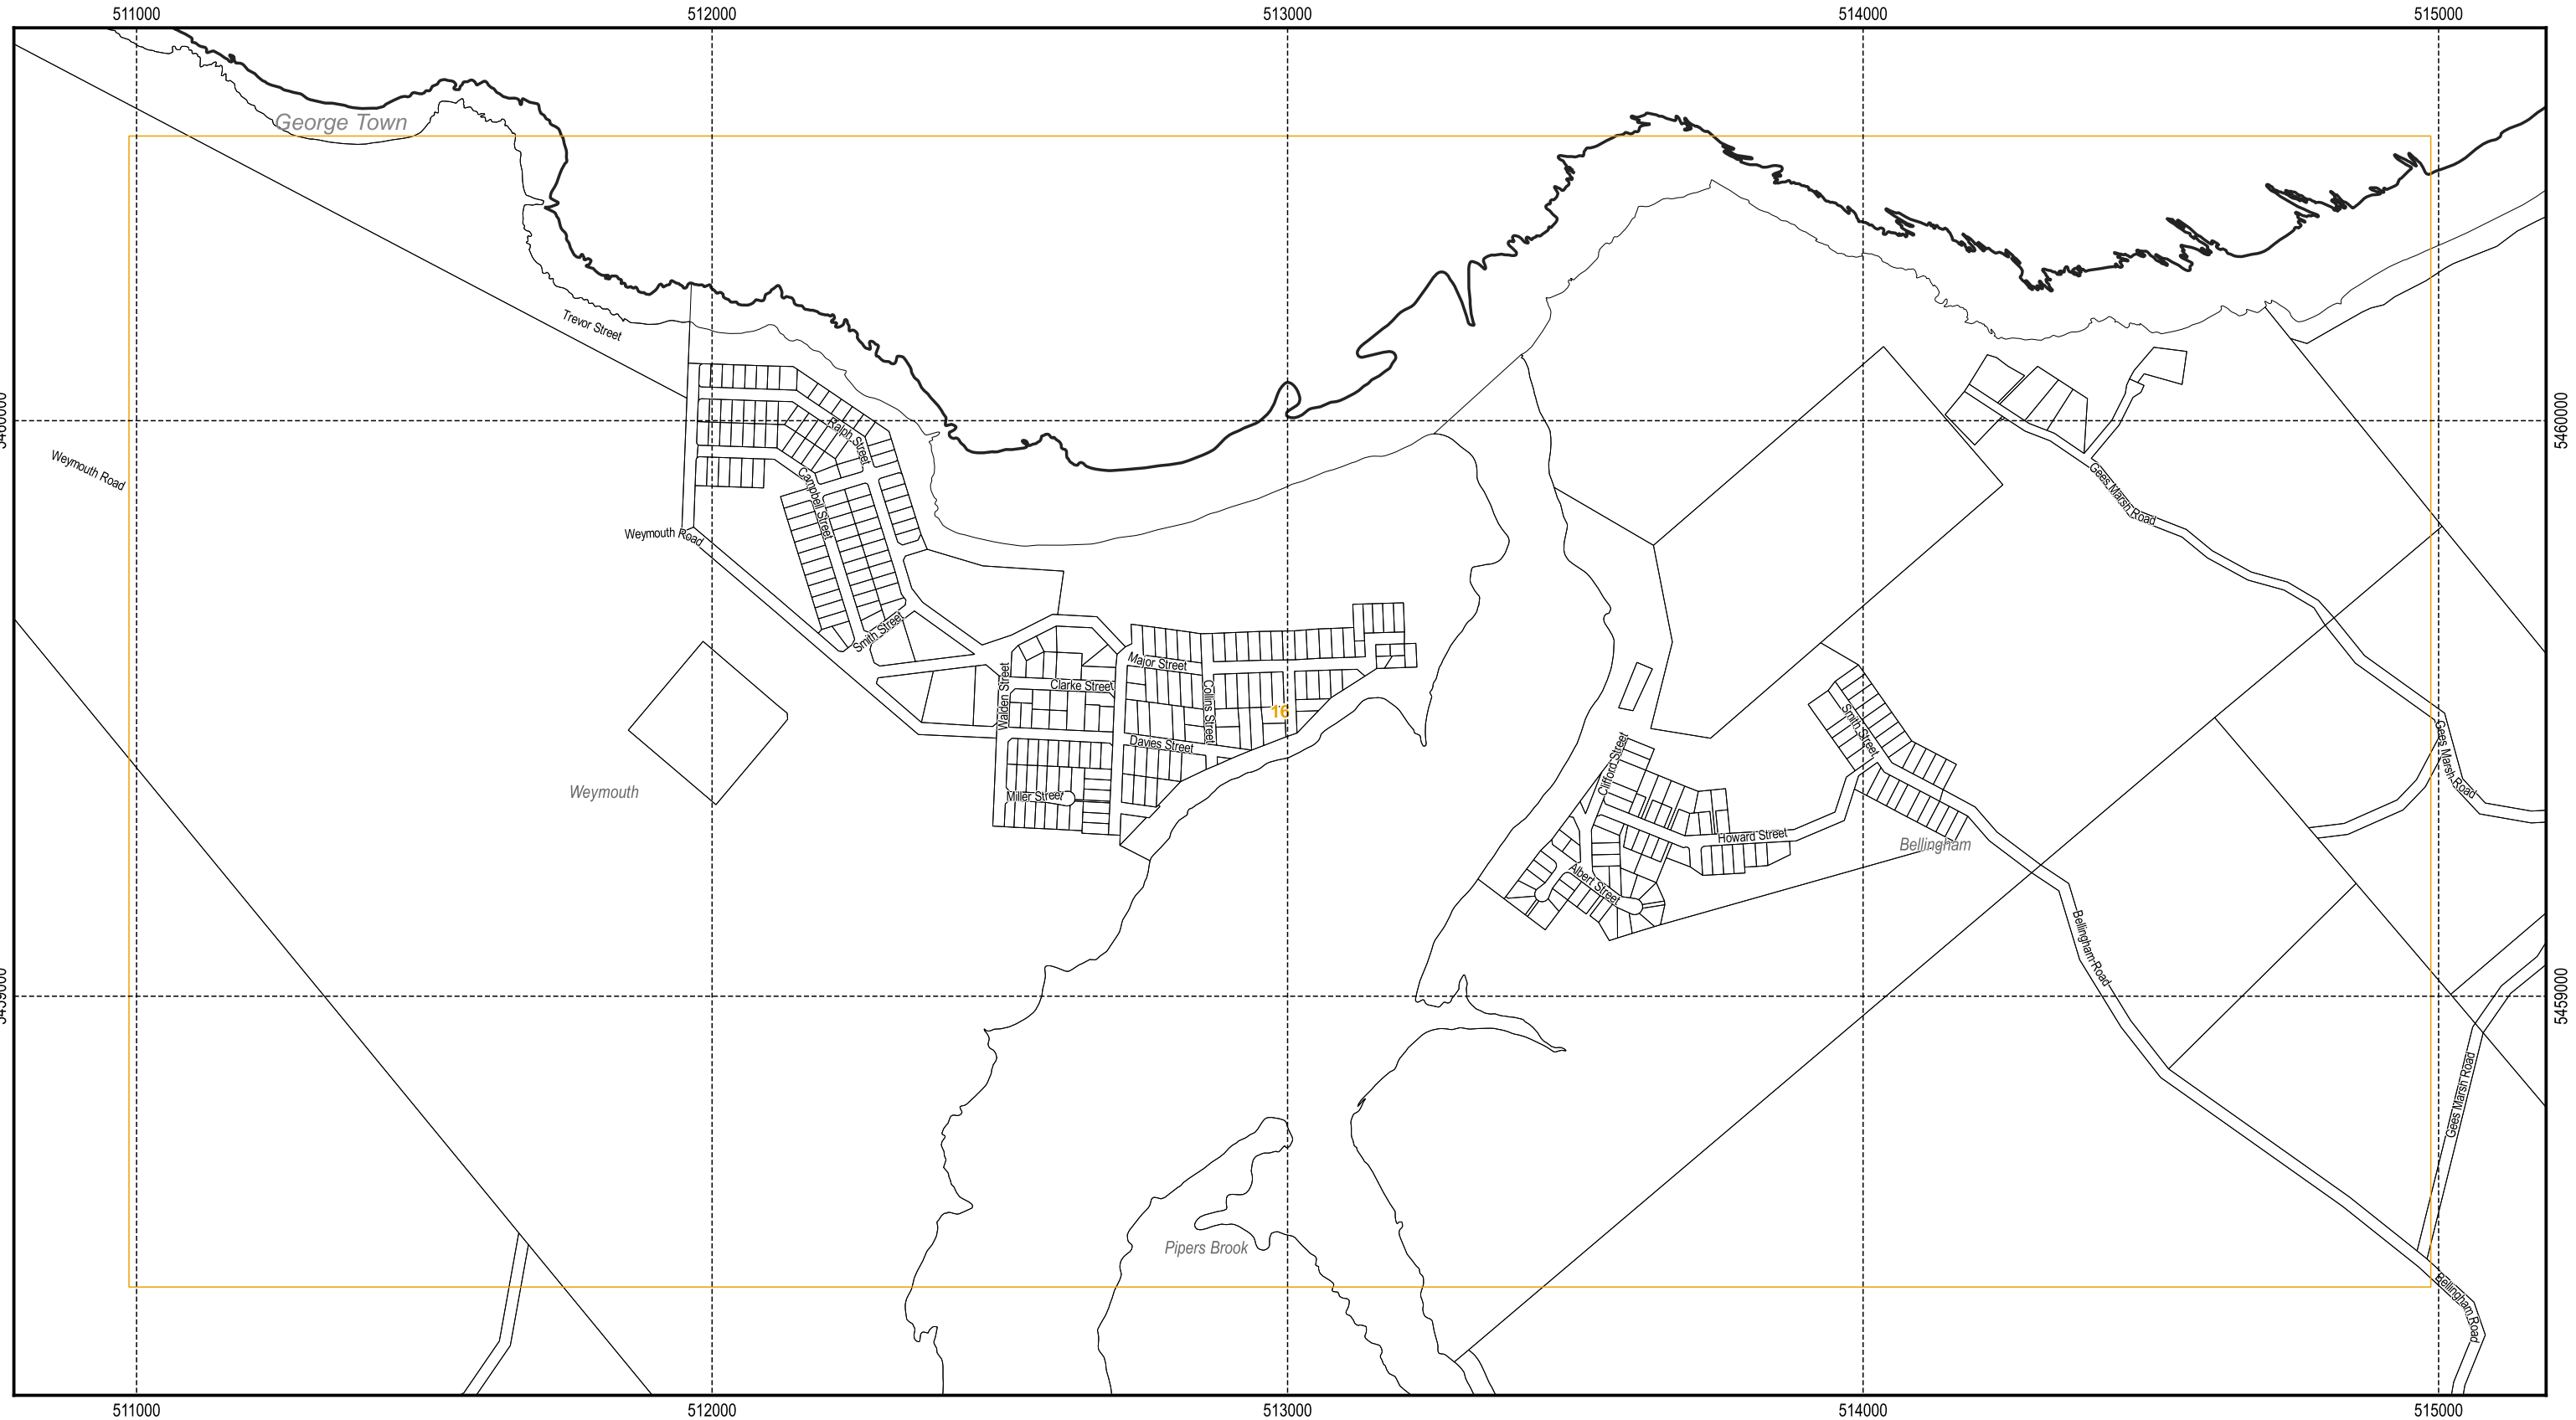 511000
512000
513000
514000
515000
George Town
Trevor Street
5460000
Ralph Street
Weymouth Road
Campbell Street
Gees Marsh Road
Weymouth Road
Smith Street
Major Street
Clarke Street
Walden Street
Collins Street
16
Davies Street
Smith Street
Clifford Street
Gees Marsh Road
Weymouth
Miller Street
Howard Street
Bellingham
Albert Street
Bellingham Road
5459000
Gees Marsh Road
Pipers Brook
Bellingham Road
511000
512000
513000
514000
515000